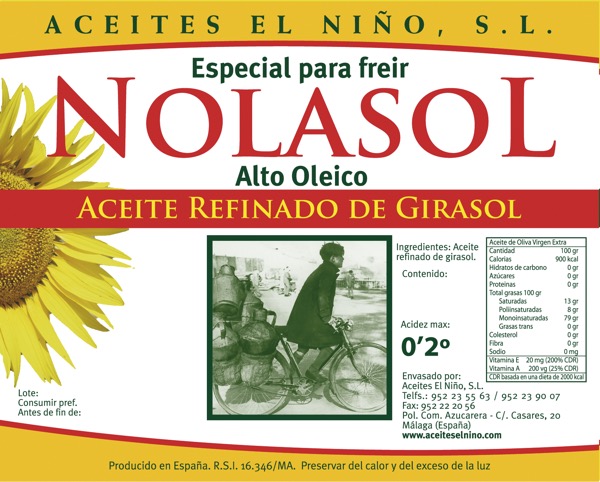 ACEITES EL NIÑO, S.L.
Especial para freir
NOLASOL
Alto Oleico
ACEITE REFINADO DE GIRASOL
Ingredientes: Aceite
refinado de girasol.
Contenido:
Acidez max:
0'2º
Envasado por:
Aceites El Niño, S.L.
Telfs.: 952 23 55 63 / 952 23 90 07
Fax: 952 22 20 56
Pol. Com. Azucarera - C/. Casares, 20
Málaga (España)
www.aceiteselnino.com
Aceite de Oliva Virgen Extra
Cantidad 100 gr
Calorias 900 kcal
Hidratos de carbono 0 gr
Azúcares 0 gr
Proteinas 0 gr
Total grasas 100 gr
Saturadas 13 gr
Poliinsaturadas 8 gr
Monoinsaturadas 79 gr
Grasas trans 0 gr
Colesterol 0 gr
Fibra 0 gr
Sodio 0 mg
Vitamina E 20 mg (200% CDR)
Vitamina A 200 vg (25% CDR)
CDR basada en una dieta de 2000 kcal
Lote:
Consumir pref.
Antes de fin de:
Producido en España. R.S.I. 16.346/MA. Preservar del calor y del exceso de la luz